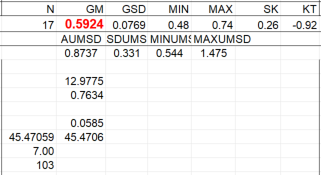 N GM GSD MIN MAX SK KT
17 0.5924 0.0769 0.48 0.74 0.26 -0.92
AUMSD SDUMS MINUMS MAXUMSD
0.8737 0.331 0.544 1.475
12.9775
0.7634
0.0585
45.47059 45.4706
7.00
103